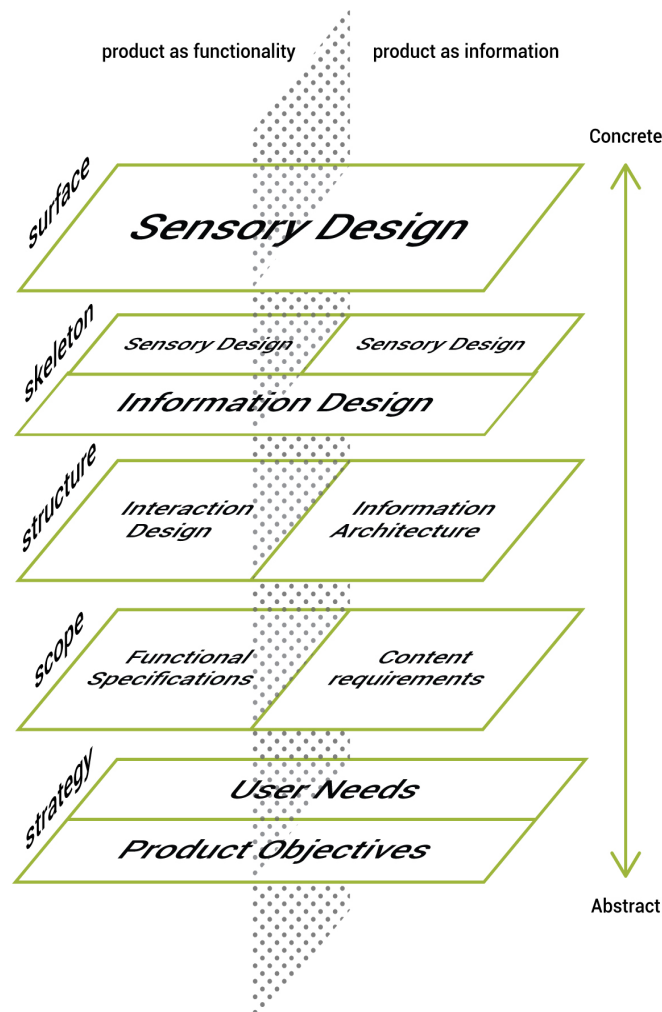 product as functionality
product as information
Concrete
surface
Sensory Design
skeleton
Sensory Design
Sensory Design
Information Design
structure
Interaction
Design
Information
Architecture
scope
Functional
Specifications
Content
requirements
strategy
User Needs
Product Objectives
Abstract